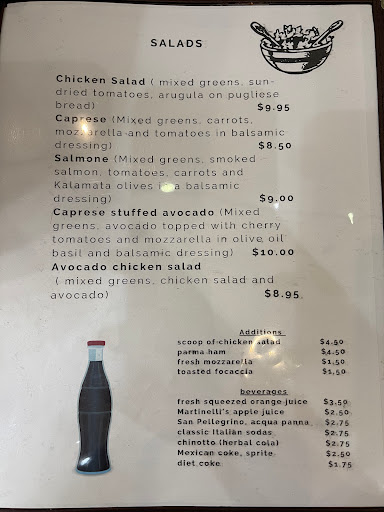 SALADS
Chicken Salad ( mixed greens, sun-
dried tomatoes, arugula on pugliese
bread) $9.95
Caprese (Mixed greens, carrots,
mozzarella and tomatoes in balsamic
dressing) $8.50
Salmone (Mixed greens, smoked
salmon, tomatoes, carrots and
Kalamata olives in a balsamic
dressing) $9.00
Caprese stuffed avocado (Mixed
greens, avocado topped with cherry
tomatoes and mozzarella in olive oil
basil and balsamic dressing) $10.00
Avocado chicken salad
( mixed greens, chicken salad and
avocado) $8.95
Additions
scoop of chicken salad $4.50
parma ham $4.50
fresh mozzarella $1.50
toasted focaccia $1.50
beverages
fresh squeezed orange juice $3.50
Martinelli's apple juice $2.50
San Pellegrino, acqua panna $2.75
classic Italian sodas $2.75
chinotto (herbal cola) $2.75
Mexican coke, sprite $2.50
diet coke $1.75